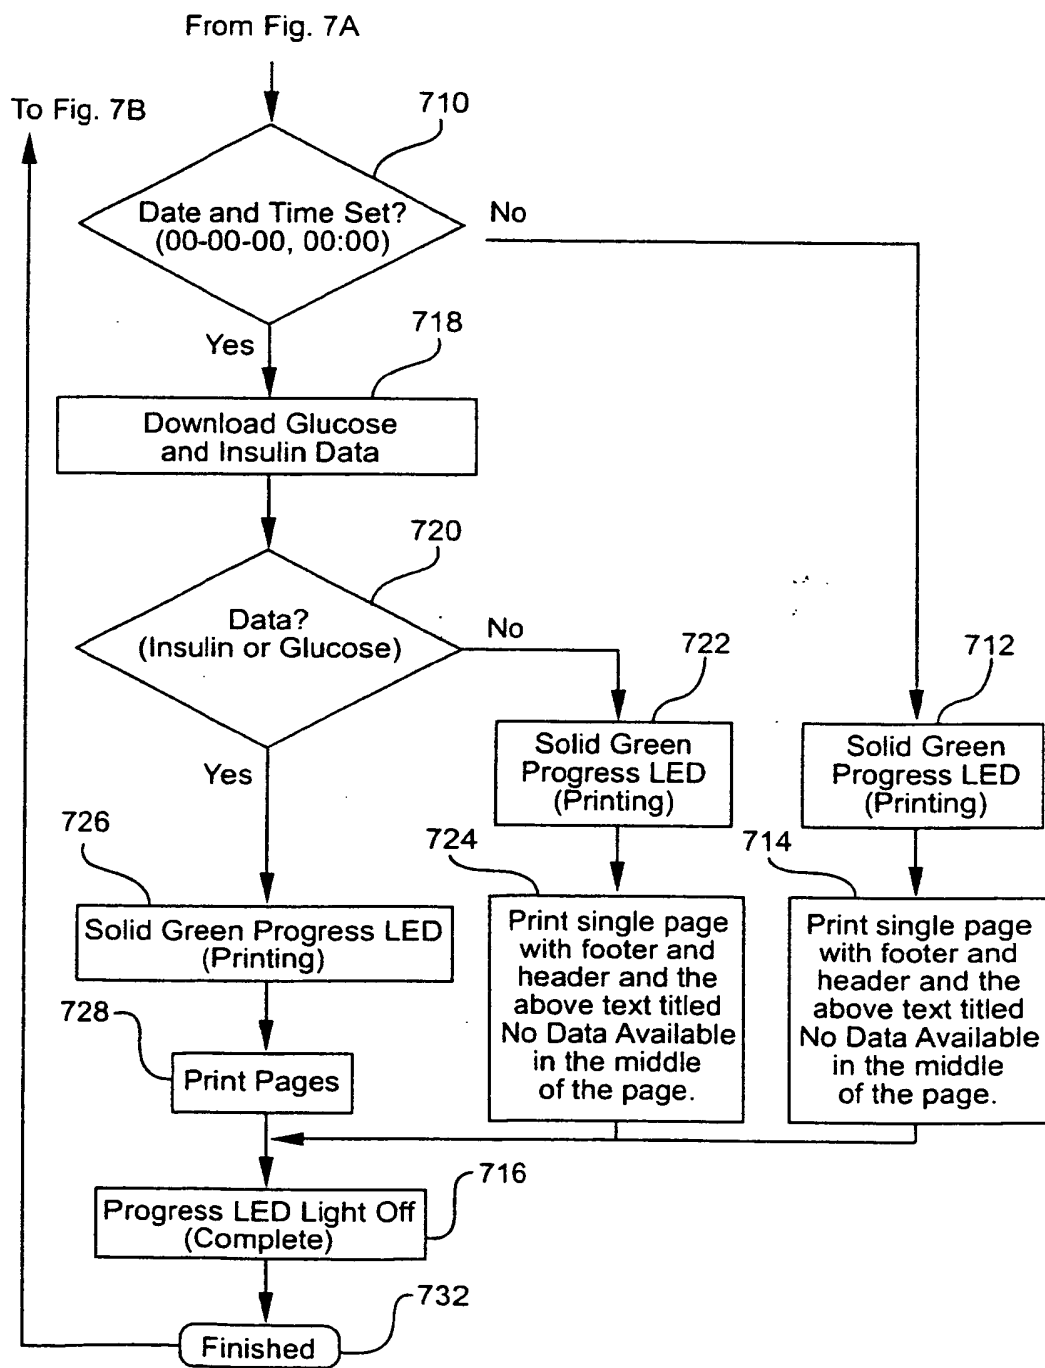 From Fig. 7A
To Fig. 7B
710
Date and Time Set?
(00-00-00, 00:00)
No
Yes
718
Download Glucose
and Insulin Data
720
Data?
(Insulin or Glucose)
No
Yes
722
Solid Green
Progress LED
(Printing)
712
Solid Green
Progress LED
(Printing)
726
Solid Green Progress LED
(Printing)
724
Print single page
with footer and
header and the
above text titled
No Data Available
in the middle
of the page.
714
Print single page
with footer and
header and the
above text titled
No Data Available
in the middle
of the page.
728
Print Pages
716
Progress LED Light Off
(Complete)
732
Finished